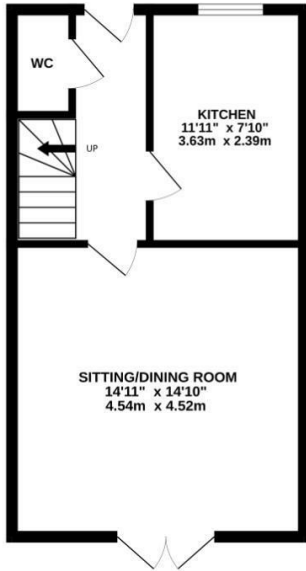 WC
UP
KITCHEN
11'11" x 7'10"
3.63m x 2.39m
SITTING/DINING ROOM
14'11" x 14'10"
4.54m x 4.52m